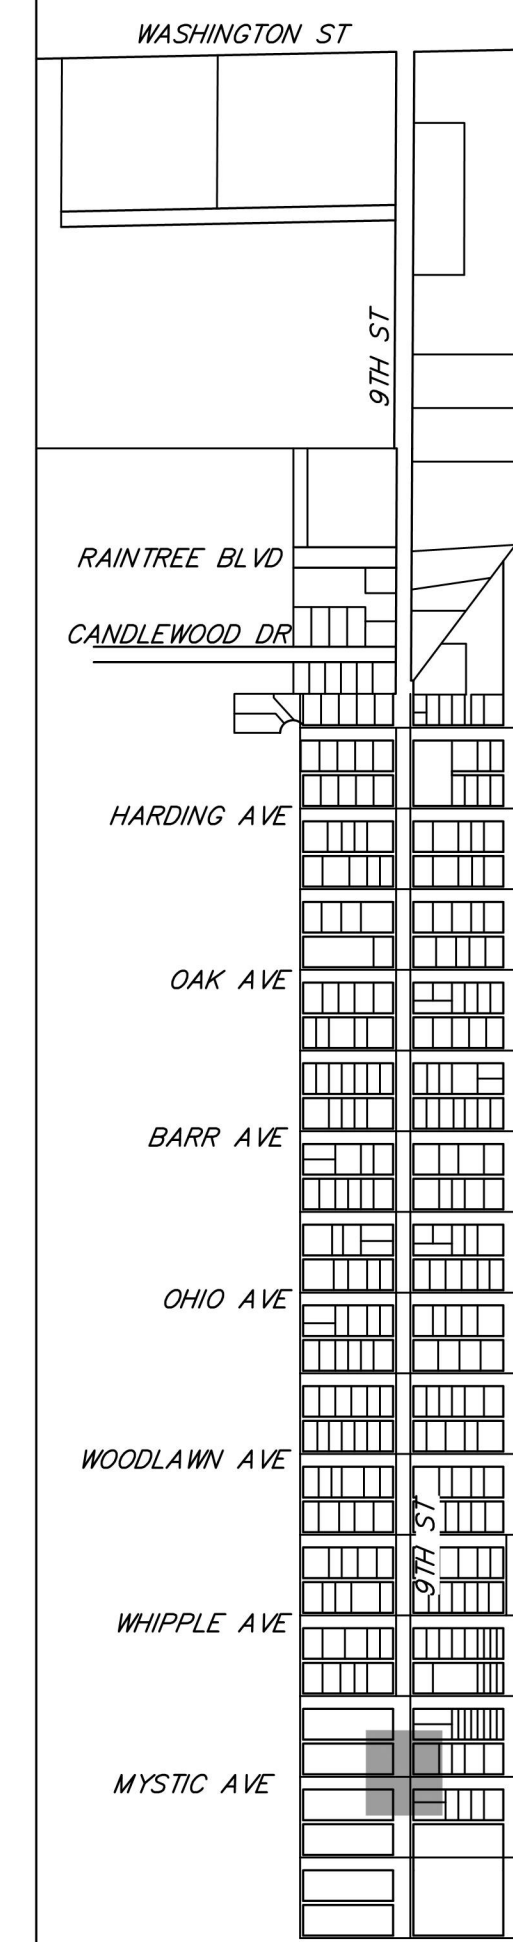 WASHINGTON ST
9TH ST
RAINTREE BLVD
CANDLEWOOD DR
HARDING AVE
OAK AVE
BARR AVE
OHIO AVE
WOODLAWN AVE
9TH ST
WHIPPLE AVE
MYSTIC AVE